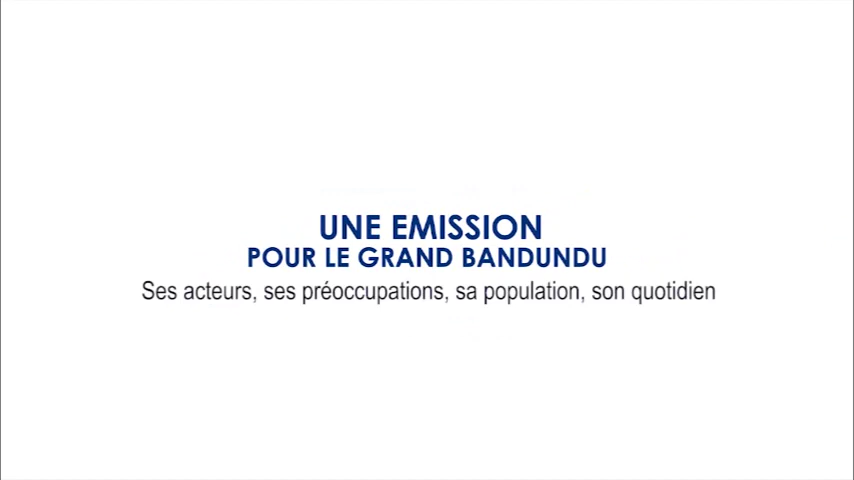 UNE EMISSION
POUR LE GRAND BANDUNDU
Ses acteurs, ses préoccupations, sa population, son quotidien